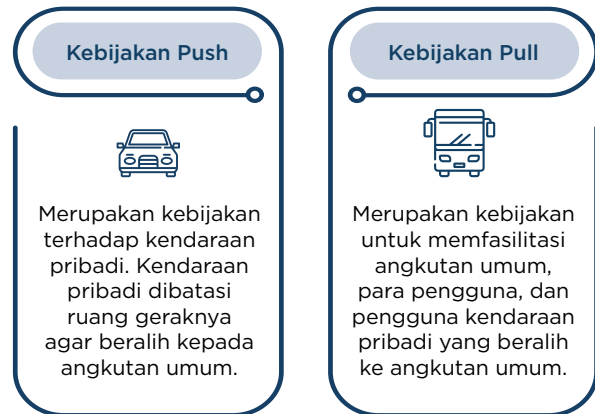 Kebijakan Push
Merupakan kebijakan
terhadap kendaraan
pribadi. Kendaraan
pribadi dibatasi
ruang geraknya
agar beralih kepada
angkutan umum.
Kebijakan Pull
Merupakan kebijakan
untuk memfasilitasi
angkutan umum,
para pengguna, dan
pengguna kendaraan
pribadi yang beralih
ke angkutan umum.